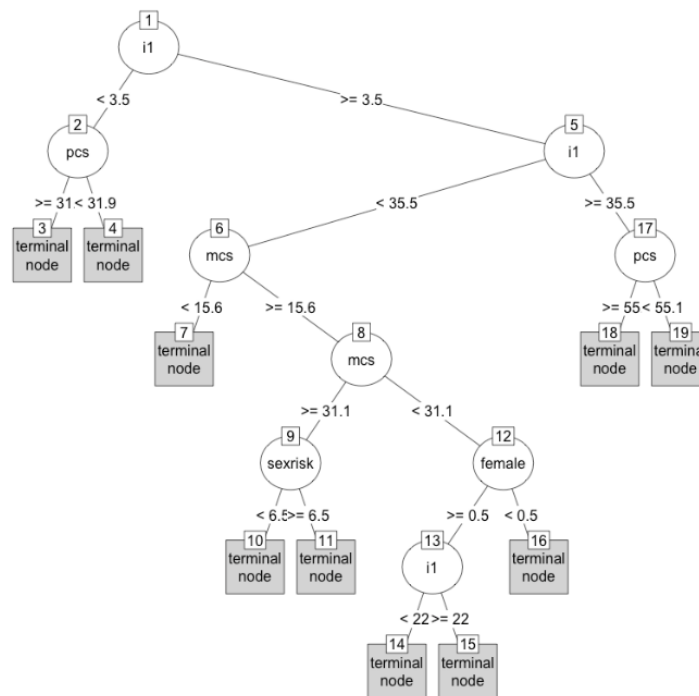 1
i1
< 3.5
>= 3.5
2
pcs
5
i1
>= 31
< 31.9
< 35.5
>= 35.5
3
terminal
node
4
terminal
node
6
mcs
17
pcs
< 15.6
>= 15.6
>= 55
< 55.1
7
terminal
node
8
mcs
18
terminal
node
19
terminal
node
>= 31.1
< 31.1
9
sexrisk
12
female
< 6.5
>= 6.5
>= 0.5
< 0.5
10
terminal
node
11
terminal
node
13
i1
16
terminal
node
< 22
>= 22
14
terminal
node
15
terminal
node